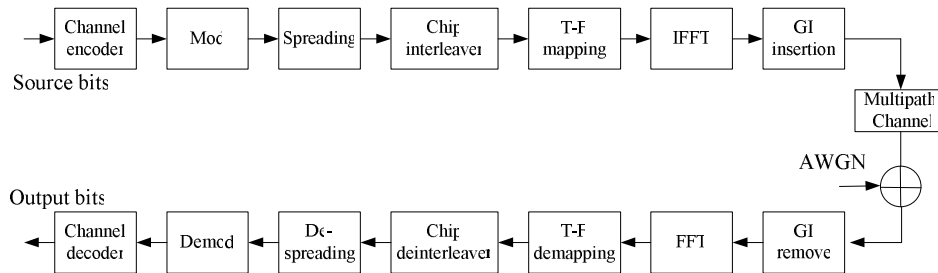 Channel encoder
Mod
Spreading
Chip interleaver
T-F mapping
IFFT
GI insertion
Source bits
Multipath Channel
AWGN
Output bits
Channel decoder
Demod
De-spreading
Chip deinterleaver
T-F demapping
FFT
GI remove